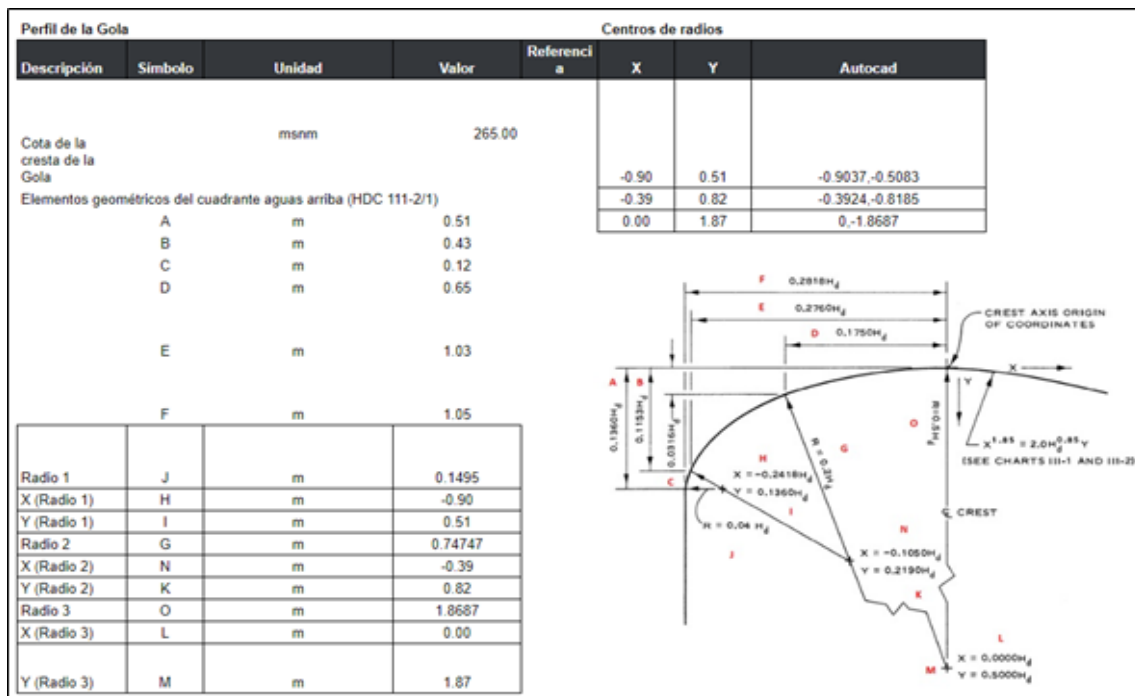 Perfil de la Gola
Centros de radios
Descripción Símbolo Unidad Valor Referenci
a
X Y Autocad
Cota de la
cresta de la
Gola
msnm 265.00
-0.90 0.51 -0.9037,-0.5083
-0.39 0.82 -0.3924,-0.8185
0.00 1.87 0,-1.8687
Elementos geométricos del cuadrante aguas arriba (HDC 111-2/1)
A m 0.51
B m 0.43
C m 0.12
D m 0.65
E m 1.03
F m 1.05
Radio 1 J m 0.1495
X (Radio 1) H m -0.90
Y (Radio 1) I m 0.51
Radio 2 G m 0.74747
X (Radio 2) N m -0.39
Y (Radio 2) K m 0.82
Radio 3 O m 1.8687
X (Radio 3) L m 0.00
Y (Radio 3) M m 1.87
F 0.2818Hd
E 0.2760Hd
D 0.1750Hd
CREST AXIS ORIGIN
OF COORDINATES
X
Y
A 0.1360Hd
B 0.1153Hd
C 0.0316Hd
H
X = -0.2418Hd
Y = 0.1360Hd
I
R = 0.04 Hd
J
G R = 0.2Hd
O R=0.5Hd
X1.85 = 2.0Hd0.85Y
(SEE CHARTS III-1 AND III-2)
℄ CREST
N
X = -0.1050Hd
Y = 0.2190Hd
K
L
M X = 0.0000Hd
Y = 0.5000Hd